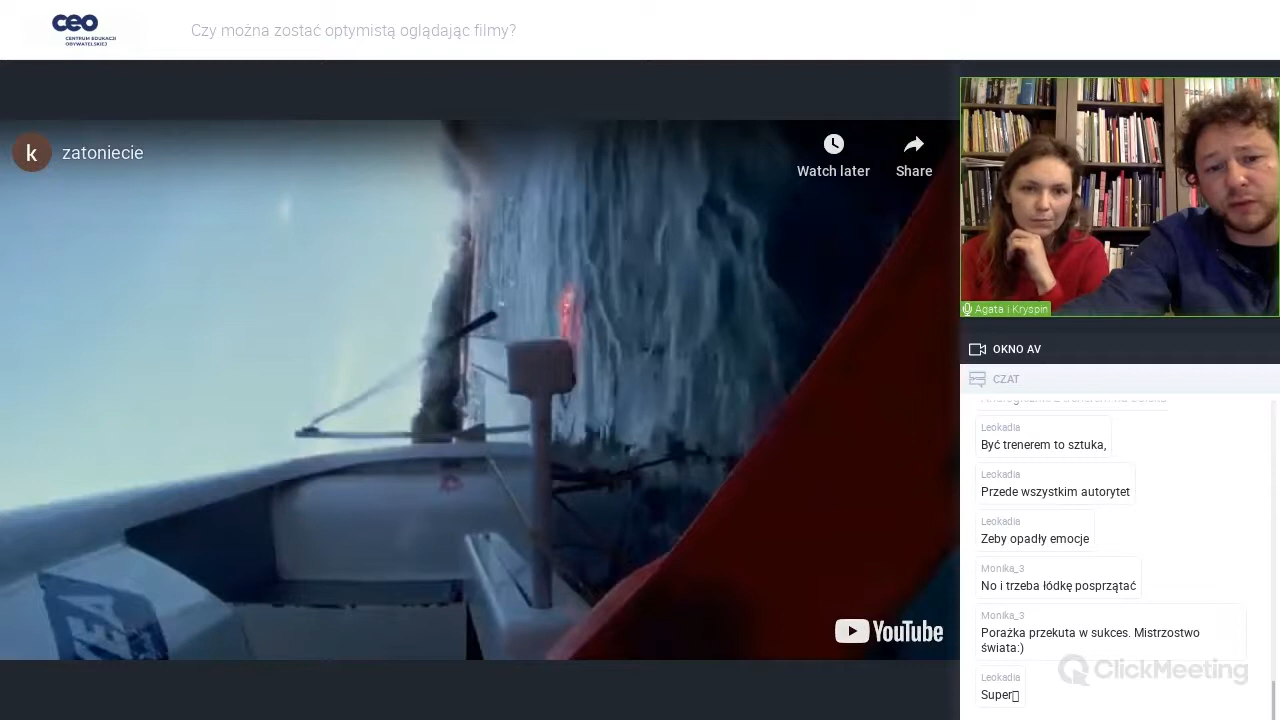 ceo
CENTRUM EDUKACJI
OBYWATELSKIEJ
Czy można zostać optymistą oglądając filmy?
k
zatoniecie
Watch later
Share
YouTube
Agata i Kryspin
OKNO AV
CZAT
Leokadia
Być trenerem to sztuka,
Leokadia
Przede wszystkim autorytet
Leokadia
Zeby opadły emocje
Monika_3
No i trzeba łódkę posprzątać
Monika_3
Porażka przekuta w sukces. Mistrzostwo
świata:)
ClickMeeting
Leokadia
Super